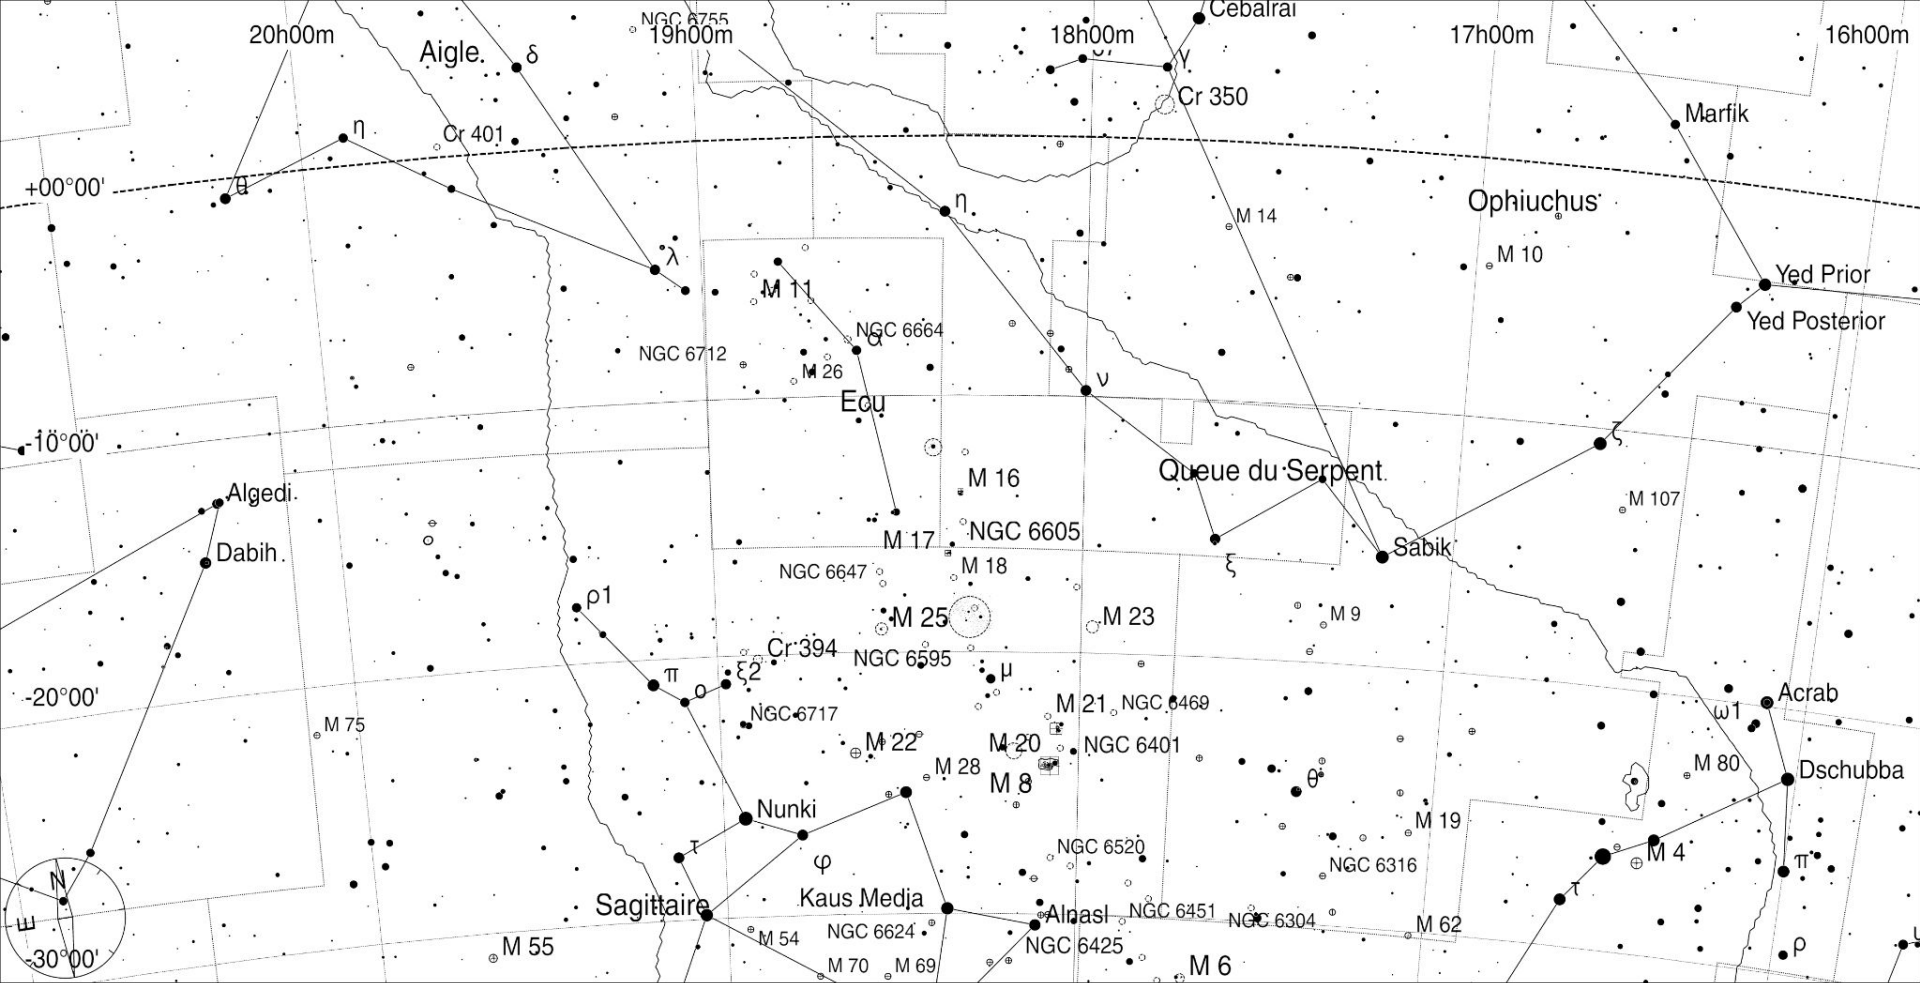 Cebalrai
NGC 6755
20h00m
19h00m
18h00m
17h00m
16h00m
Aigle
δ
γ
Cr 350
Marfik
η
Cr 401
+00°00'
θ
η
Ophiuchus
M 14
M 10
λ
Yed Prior
M 11
Yed Posterior
NGC 6664
α
NGC 6712
M 26
ν
Ecu
ζ
-10°00'
Queue du Serpent
M 16
Algedi
M 107
NGC 6605
M 17
Sabik
Dabih
ξ
M 18
NGC 6647
ρ1
M 25
M 23
M 9
Cr 394
NGC 6595
π
ξ2
μ
ο
-20°00'
Acrab
M 21
NGC 6469
ω1
NGC 6717
M 75
M 22
M 20
NGC 6401
M 28
M 80
Dschubba
M 8
θ
Nunki
M 19
τ
NGC 6520
M 4
φ
NGC 6316
π
N
τ
Kaus Media
Sagittaire
Alnasl
NGC 6451
NGC 6304
E
M 62
NGC 6624
M 54
M 55
NGC 6425
ρ
-30°00'
M 70
M 69
M 6